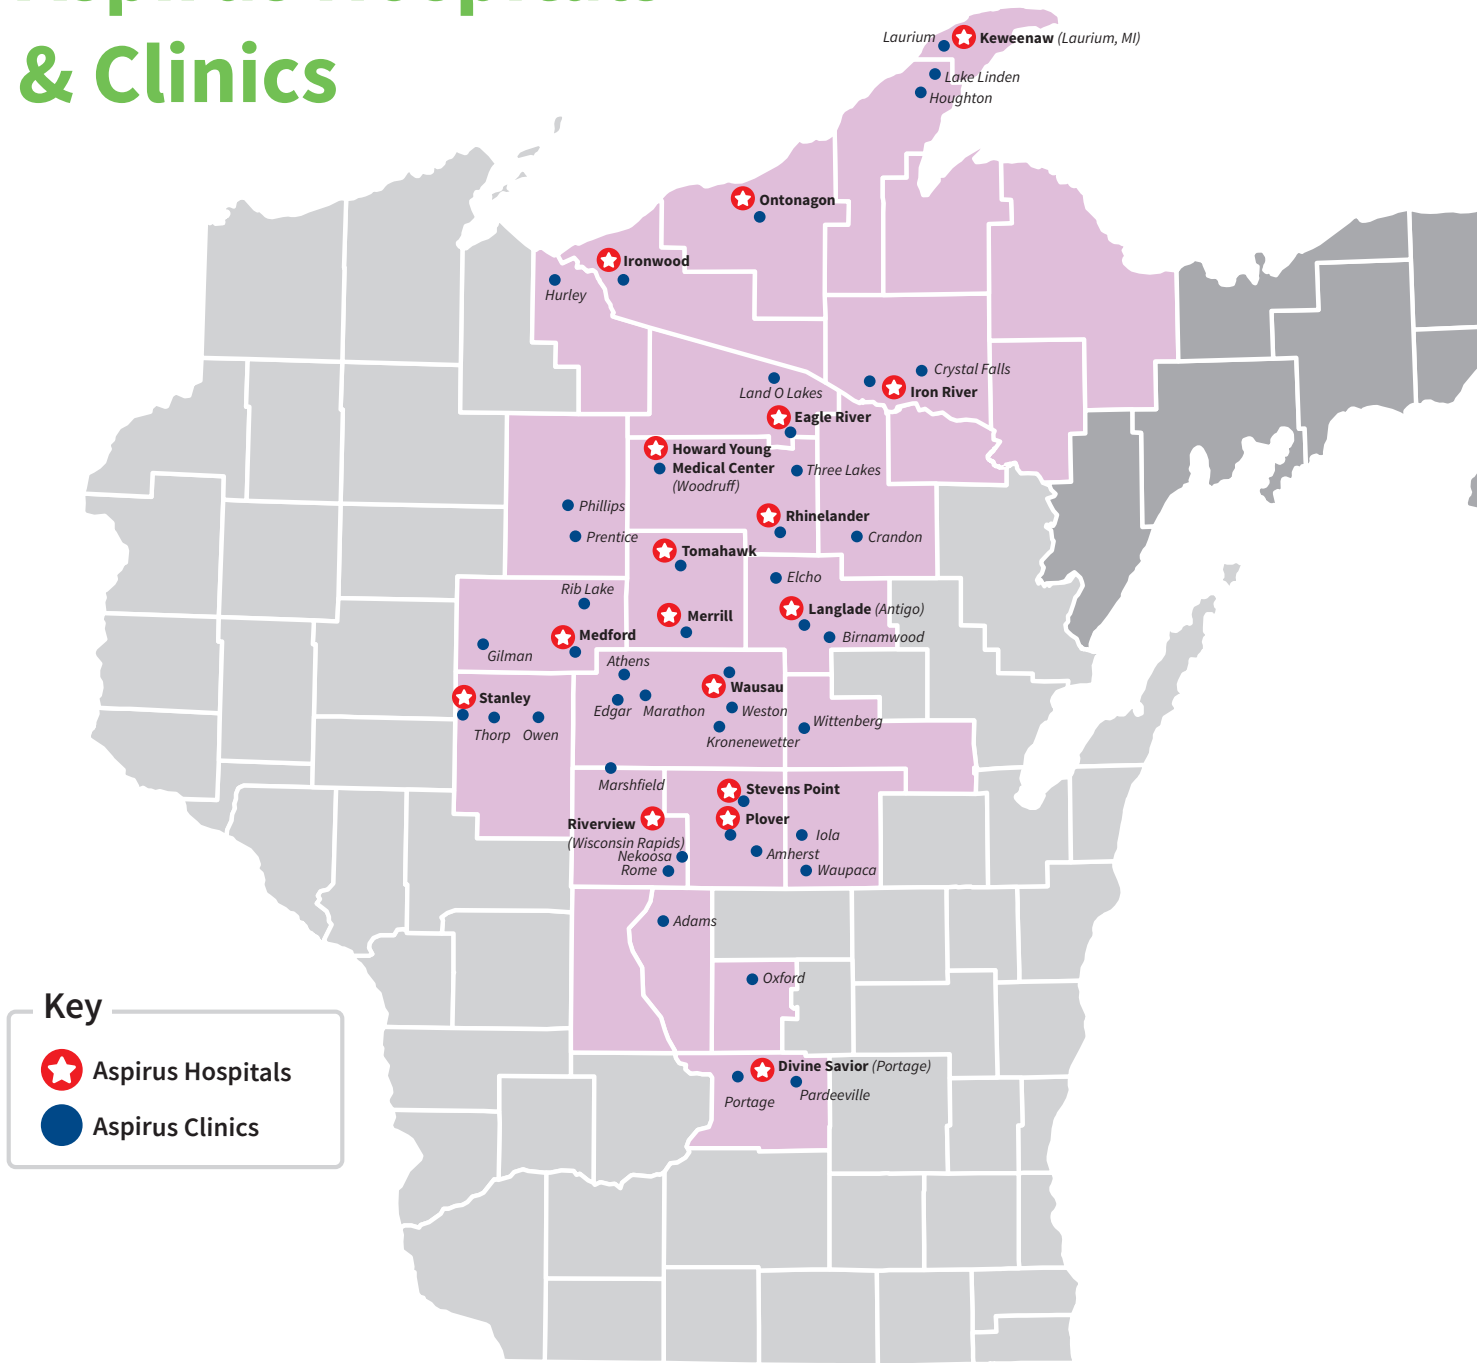 Aspirus Hospitals
& Clinics
Laurium
Keweenaw (Laurium, MI)
Lake Linden
Houghton
Ontonagon
Ironwood
Hurley
Crystal Falls
Land O Lakes
Iron River
Eagle River
Howard Young
Medical Center
(Woodruff)
Three Lakes
Phillips
Rhinelander
Prentice
Crandon
Tomahawk
Elcho
Rib Lake
Langlade (Antigo)
Merrill
Medford
Birnamwood
Gilman
Athens
Wausau
Stanley
Edgar
Marathon
Weston
Wittenberg
Thorp
Owen
Kronenewetter
Marshfield
Stevens Point
Riverview
(Wisconsin Rapids)
Plover
Iola
Nekoosa
Amherst
Rome
Waupaca
Adams
Oxford
Key
Aspirus Hospitals
Aspirus Clinics
Divine Savior (Portage)
Portage
Pardeeville